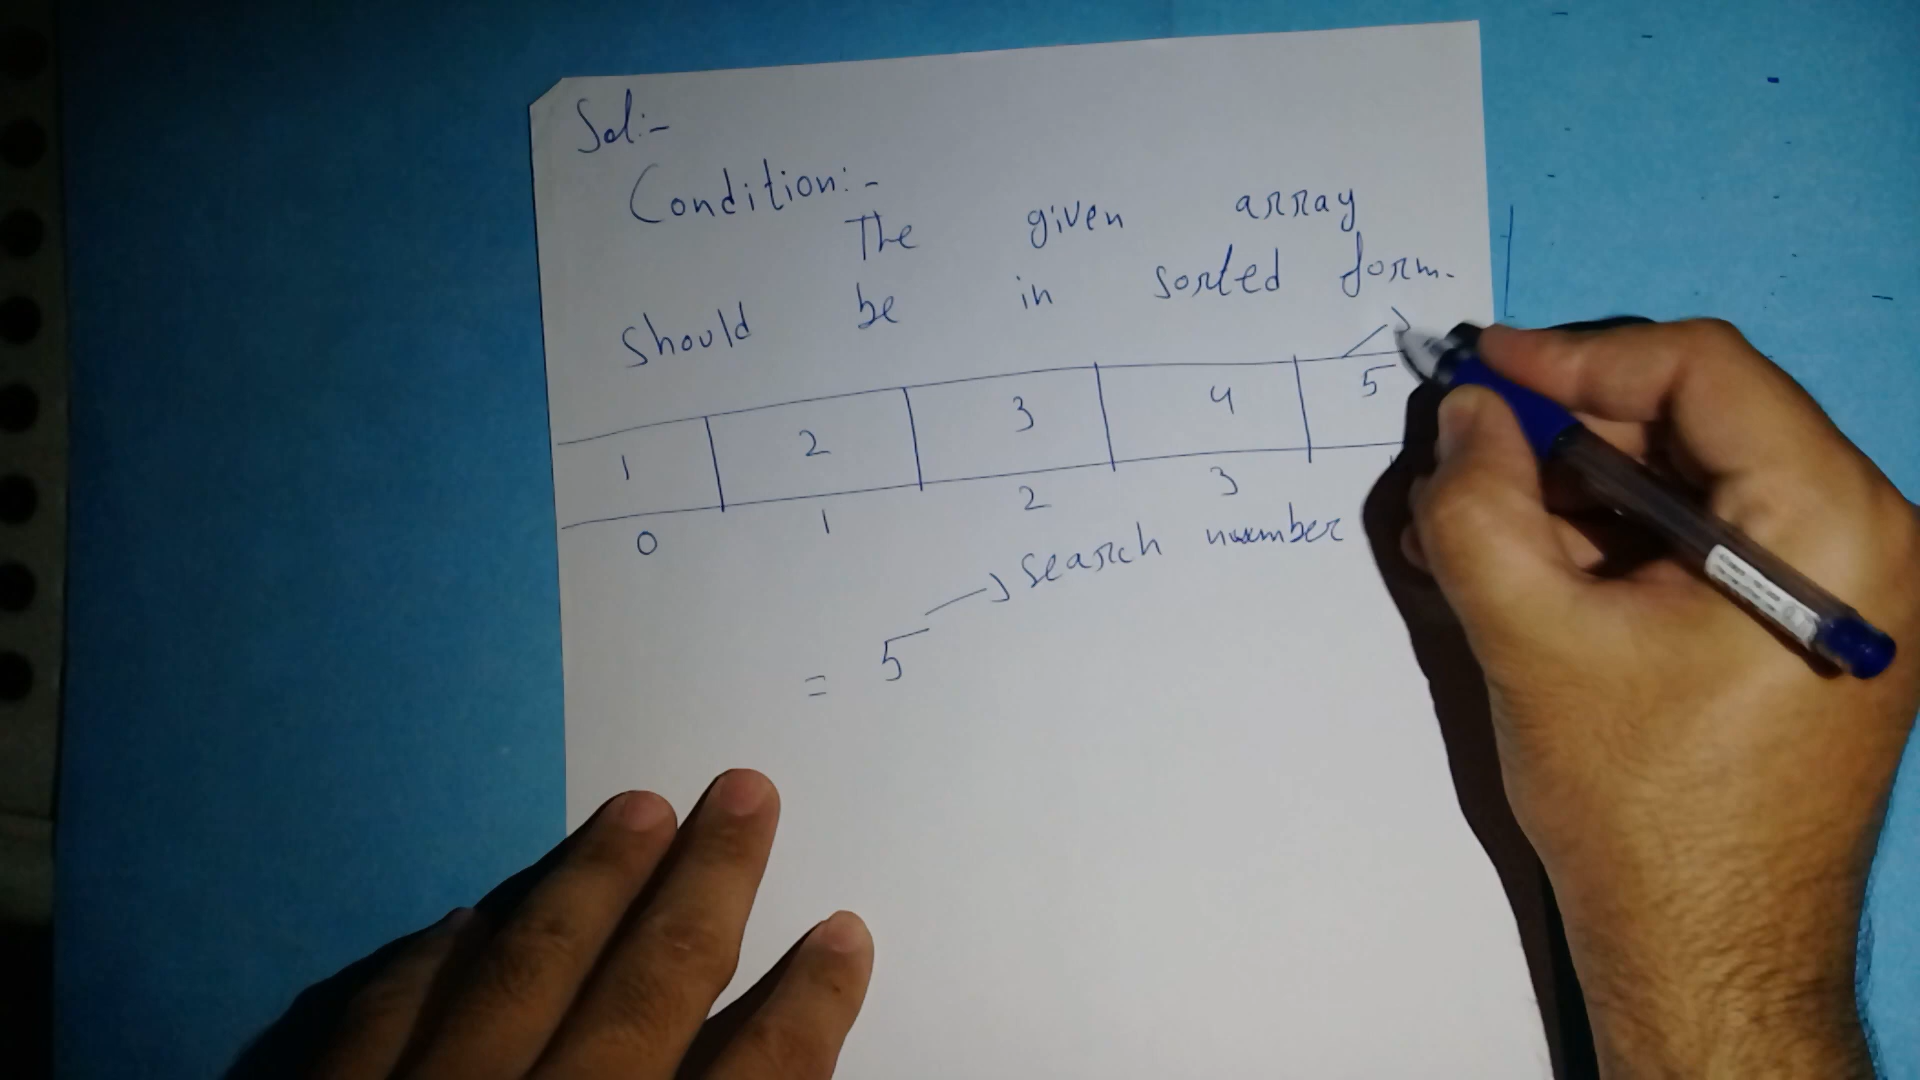 Sol:-
Condition:-
The given array
should be in sorted form.
1 2 3 4 5
0 1 2 3
search number
= 5